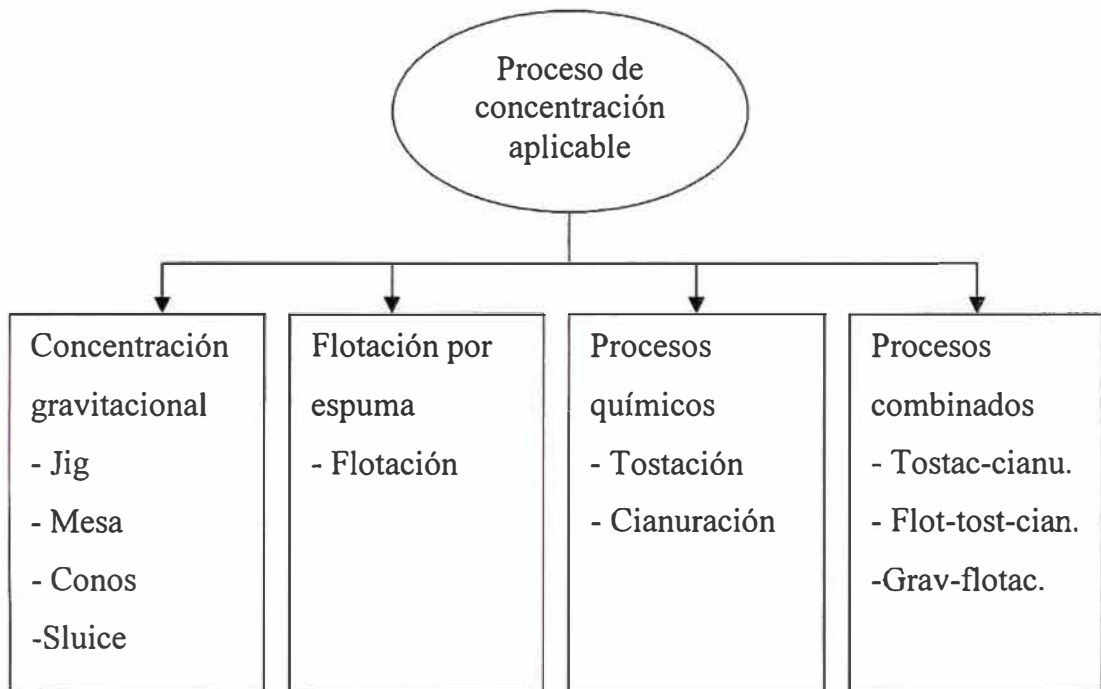 Proceso de
concentración
aplicable
Concentración
gravitacional
- Jig
- Mesa
- Conos
-Sluice
Flotación por
espuma
- Flotación
Procesos
químicos
- Tostación
- Cianuración
Procesos
combinados
- Tostac-cianu.
- Flot-tost-cian.
-Grav-flotac.